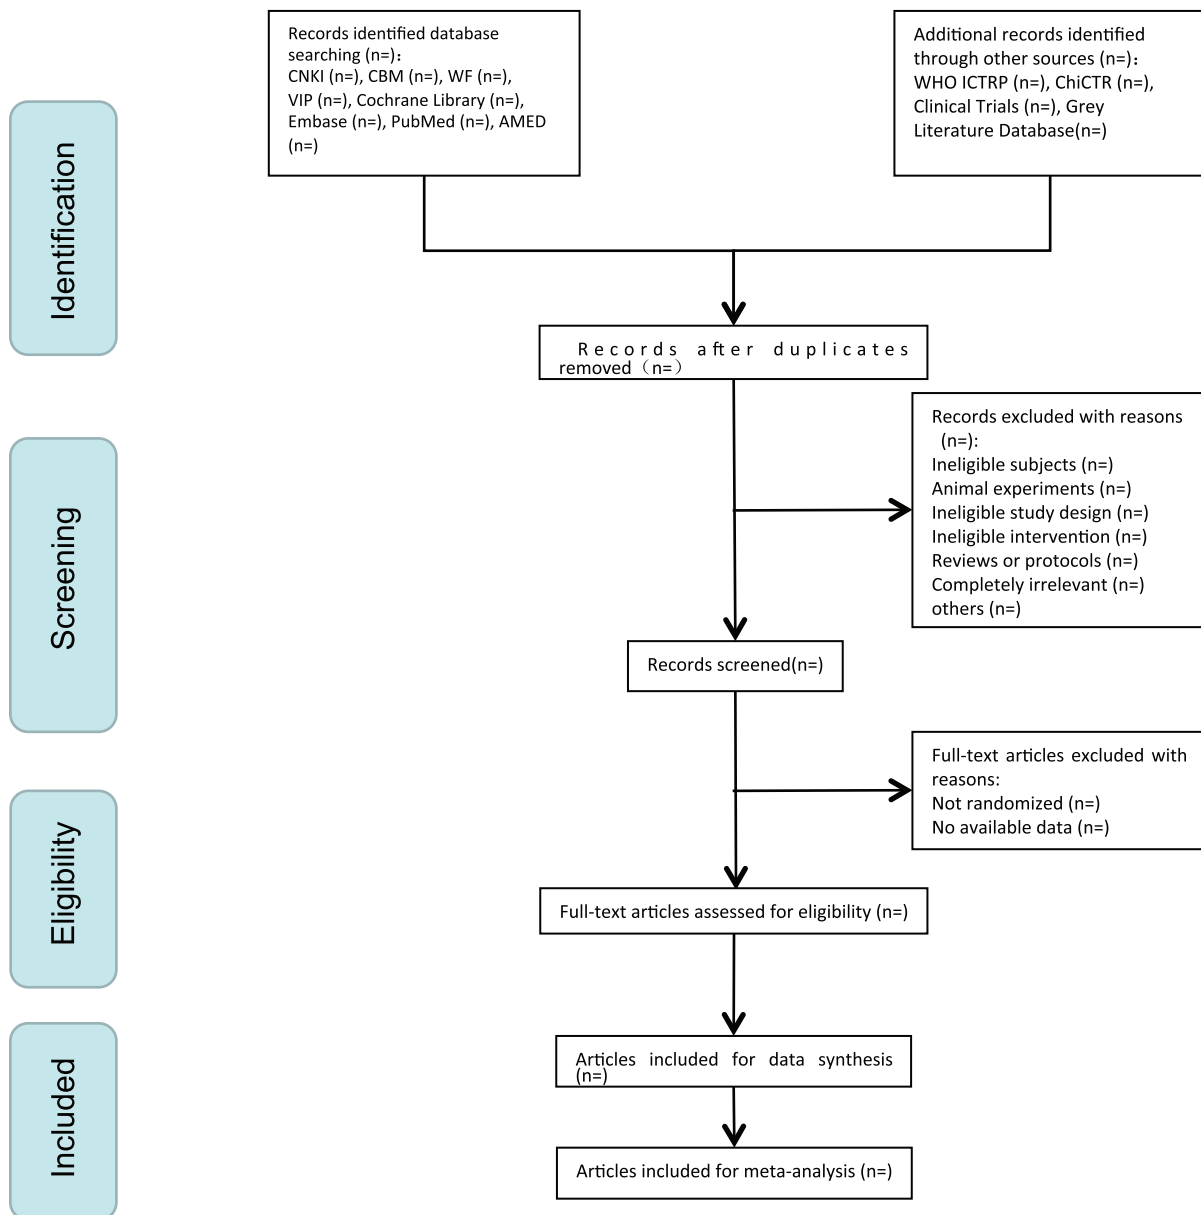 Identification
Records identified database
searching (n=)：
CNKI (n=), CBM (n=), WF (n=),
VIP (n=), Cochrane Library (n=),
Embase (n=), PubMed (n=), AMED
(n=)
Additional records identified
through other sources (n=)：
WHO ICTRP (n=), ChiCTR (n=),
Clinical Trials (n=), Grey
Literature Database(n=)
Records after duplicates
removed（n=）
Screening
Records excluded with reasons
(n=):
Ineligible subjects (n=)
Animal experiments (n=)
Ineligible study design (n=)
Ineligible intervention (n=)
Reviews or protocols (n=)
Completely irrelevant (n=)
others (n=)
Records screened(n=)
Eligibility
Full-text articles excluded with
reasons:
Not randomized (n=)
No available data (n=)
Full-text articles assessed for eligibility (n=)
Included
Articles included for data synthesis
(n=)
Articles included for meta-analysis (n=)